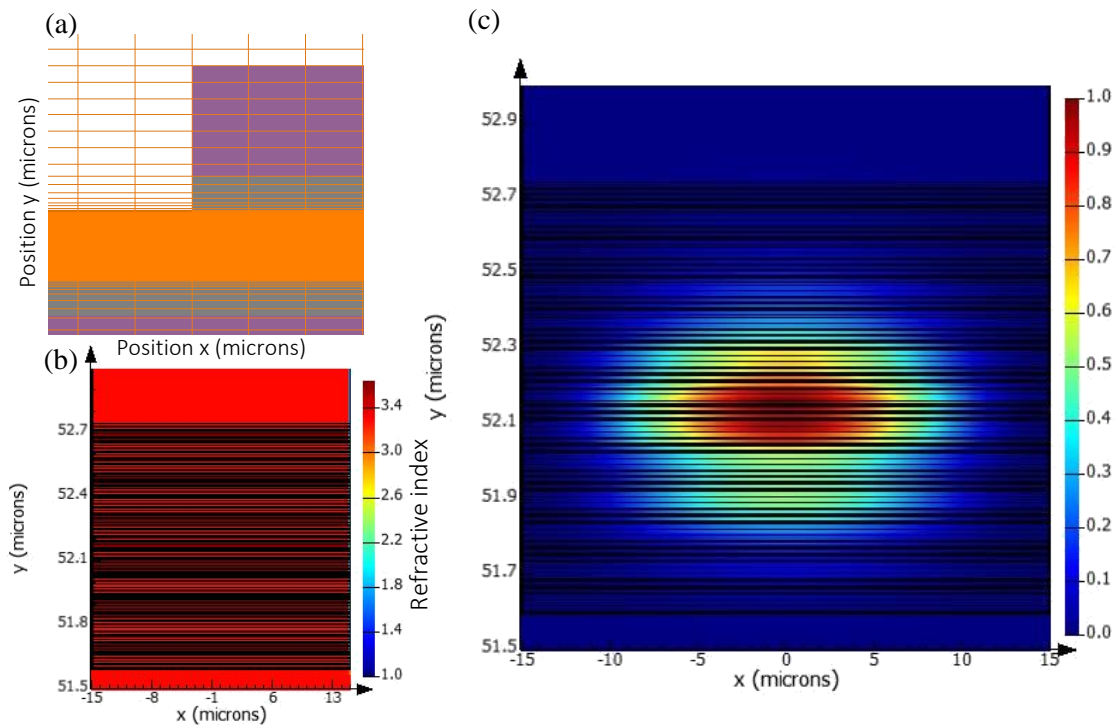 (a)
Position y (microns)
Position x (microns)
(b)
52.7
52.4
52.1
51.8
51.5
y (microns)
-15 -8 -1 6 13
x (microns)
3.4
3.0
2.6
2.2
1.8
1.4
1.0
Refractive index
(c)
52.9
52.7
52.5
52.3
52.1
51.9
51.7
51.5
y (microns)
-15 -10 -5 0 5 10 15
x (microns)
1.0
0.9
0.8
0.7
0.6
0.5
0.4
0.3
0.2
0.1
0.0